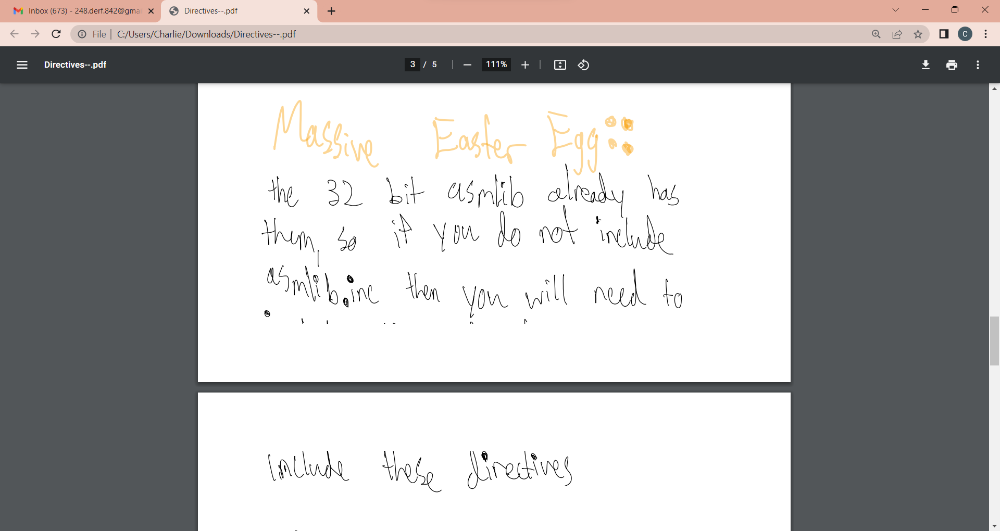 Inbox (673) - 248.derf.842@gmai
Directives--.pdf
File
C:/Users/Charlie/Downloads/Directives--.pdf
C
Directives--.pdf
3 / 5
111%
Massive Easter Egg::
the 32 bit asmlib already has
them, so if you do not include
asmlib.inc then you will need to
include these directives